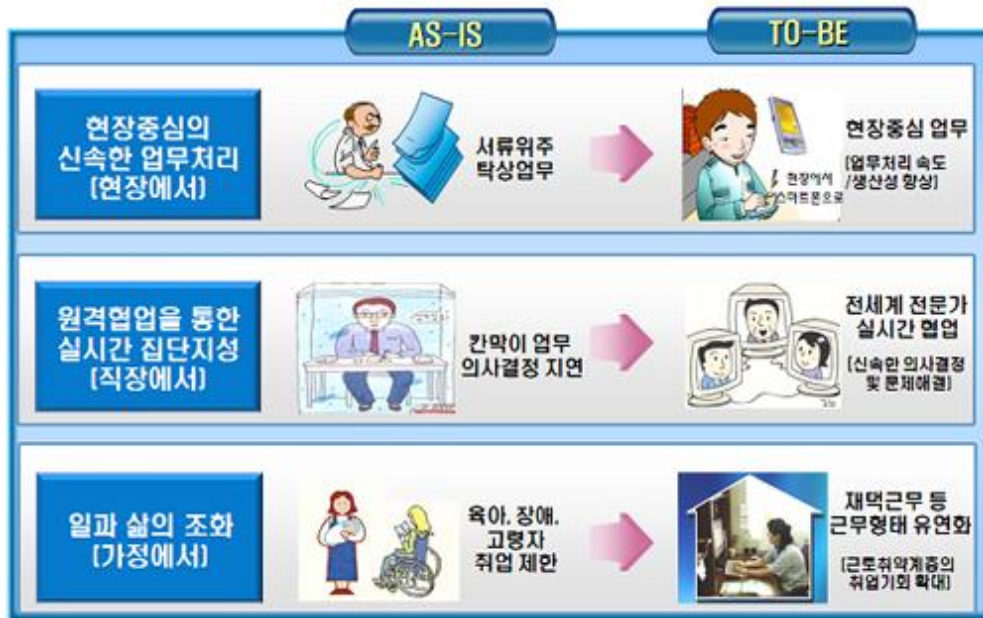 AS-IS
TO-BE
현장중심의
신속한 업무처리
[현장에서]
서류위주
탁상업무
현장에서
스마트폰으로
현장중심 업무
[업무처리 속도
/생산성 향상]
원격협업을 통한
실시간 집단지성
[직장에서]
칸막이 업무
의사결정 지연
전세계 전문가
실시간 협업
[신속한 의사결정
및 문제해결]
일과 삶의 조화
[가정에서]
육아, 장애,
고령자
취업 제한
재택근무 등
근무형태 유연화
[근로취약계층의
취업기회 확대]